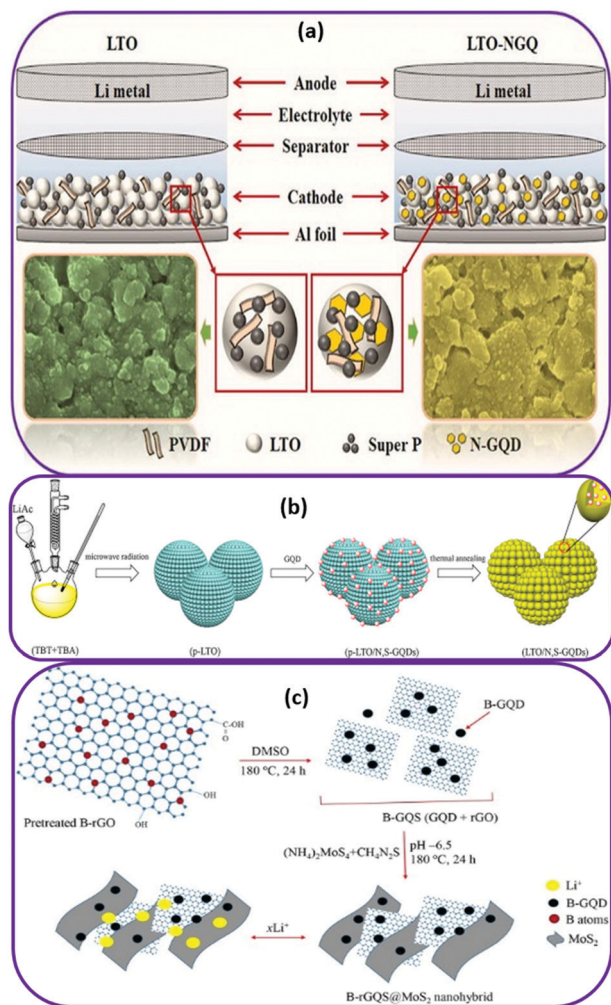 (a)
LTO
LTO-NGQ
Li metal
Anode
Li metal
Electrolyte
Separator
Cathode
Al foil
PVDF
LTO
Super P
N-GQD
(b)
LiAc
microwave radiation
GQD
thermal annealing
(TBT+TBA)
(p-LTO)
(p-LTO/N,S-GQDs)
(LTO/N,S-GQDs)
(c)
C-OH
O
OH
OH
Pretreated B-rGO
DMSO
180 °C, 24 h
B-GQD
B-GQS (GQD + rGO)
(NH4)2MoS4+CH4N2S
pH –6.5
180 °C, 24 h
xLi+
B-rGQS@MoS2 nanohybrid
Li+
B-GQD
B atoms
MoS2